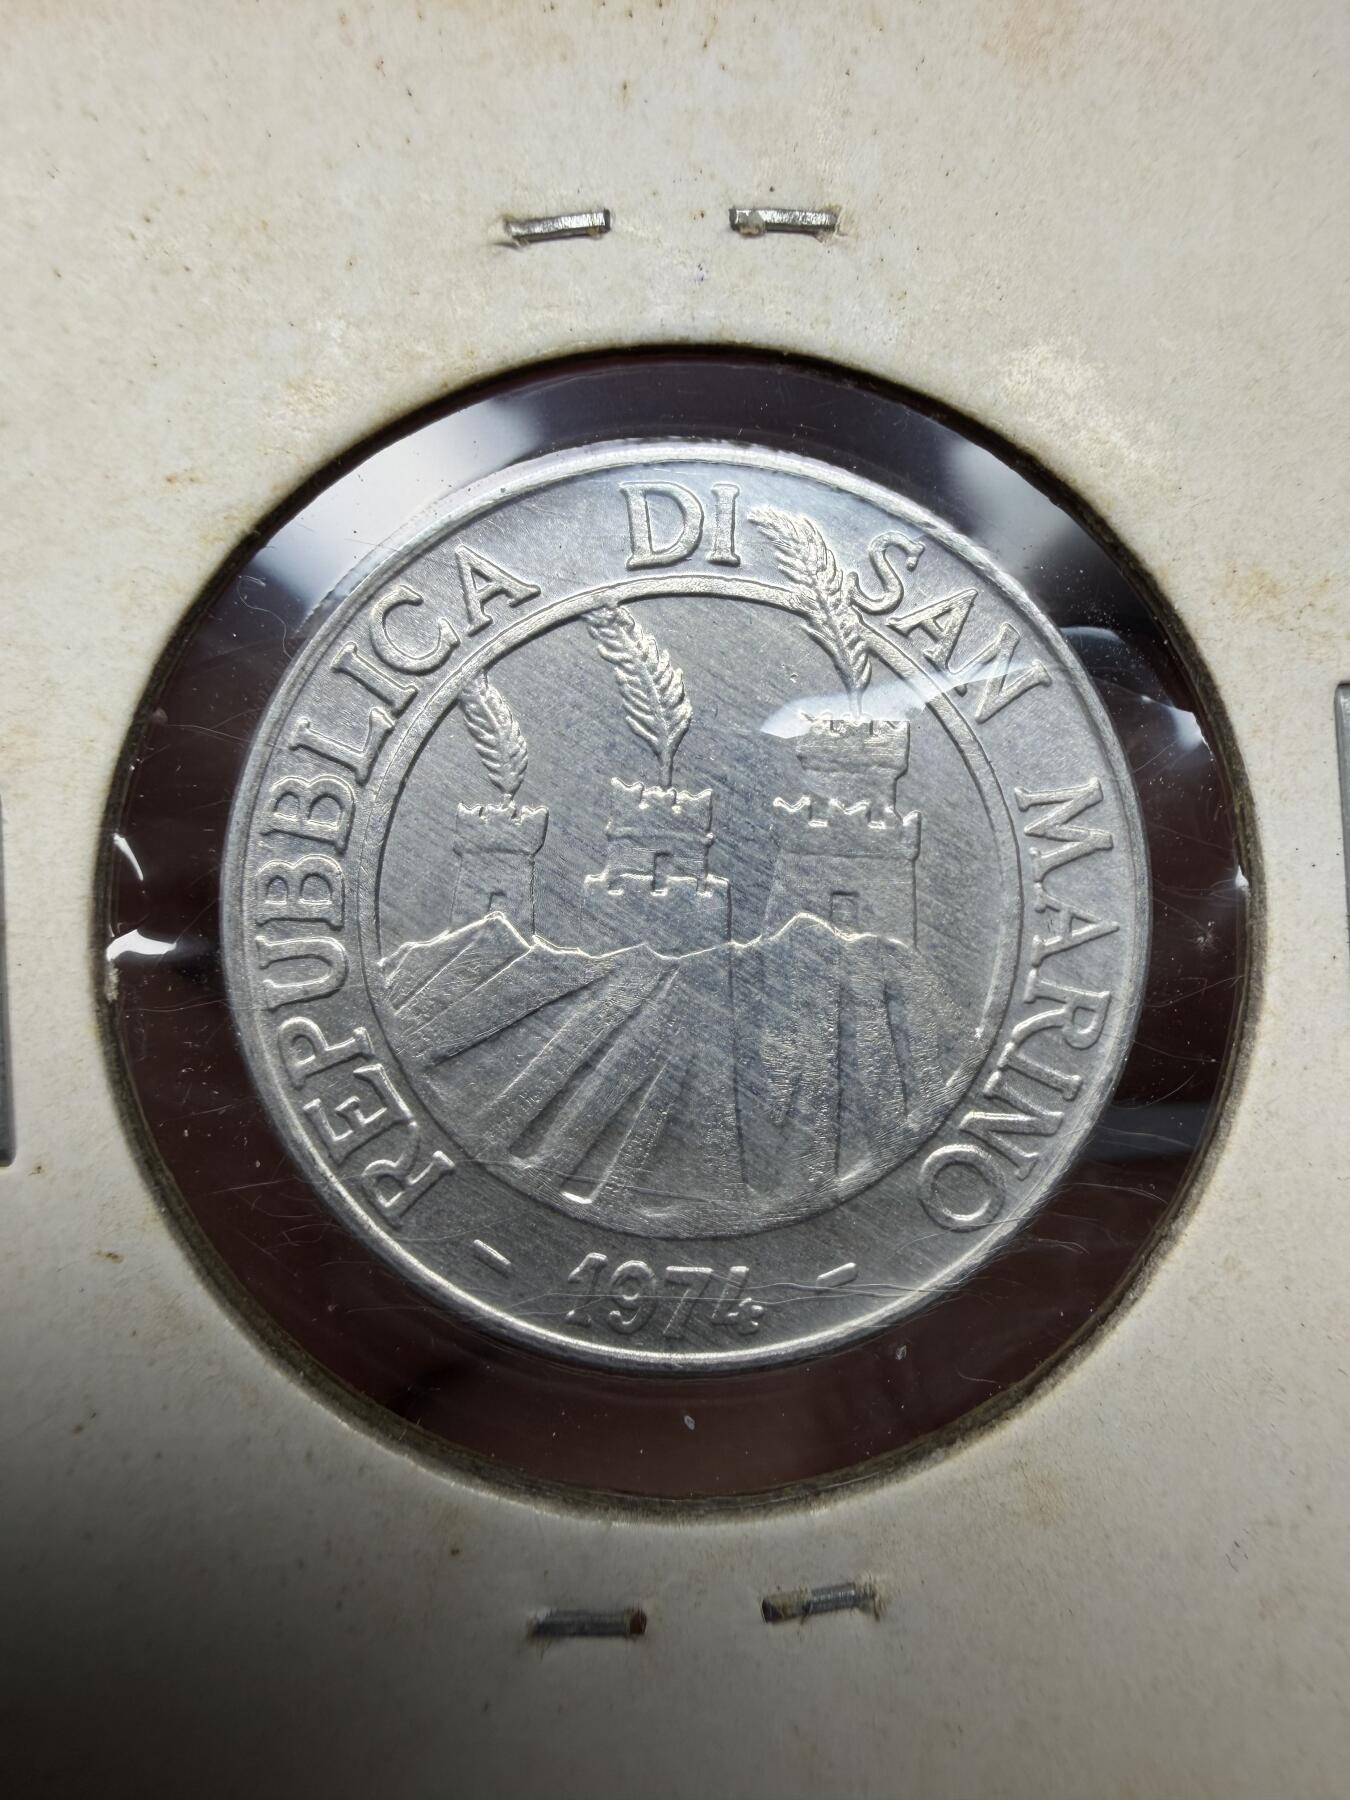 REPUBBLICA DI SAN MARINO
- 1974 -